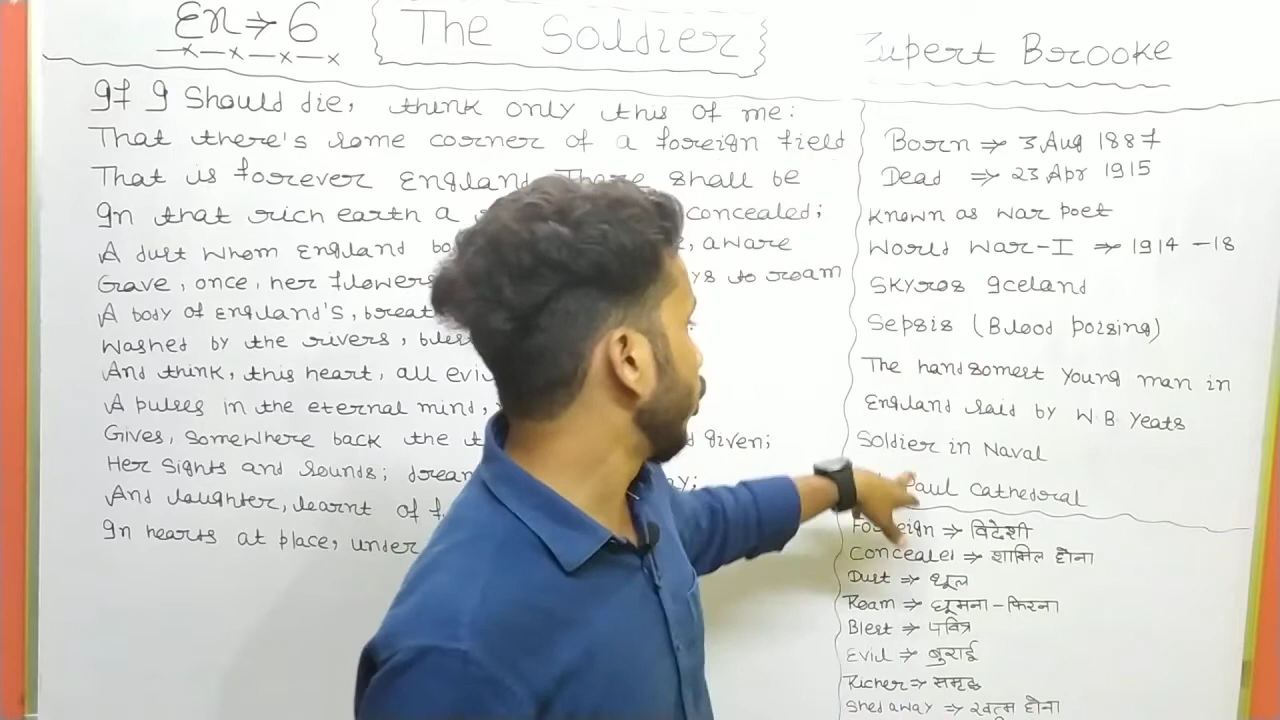 En ⇒ 6
The Soldier
Rupert Brooke
If I Should die, think only this of me:
That there's some corner of a foreign field
That is forever England. There shall be
In that rich earth a concealed;
A dust whom England aware
Gave, once, her flowers to roam
A body of England's,
Washed by the rivers,
And think, this heart, all
A pulses in the eternal mind,
Gives, somewhere back the given;
Her sights and sounds;
And laughter, learnt of
In hearts at place, under
Born ⇒ 3 Aug 1887
Dead ⇒ 23 Apr 1915
Known as war poet
World War-I ⇒ 1914 -18
Skyros Iceland
Sepsis (Blood poising)
The handsomest young man in
England said by W.B. Yeats
Soldier in Naval
Paul Cathedral
Foreign ⇒ विदेशी
Concealed ⇒ शामिल होना
Dust ⇒ धूल
Roam ⇒ घूमना - फिरना
Blest ⇒ पवित्र
Evil ⇒ बुराई
Richer ⇒ समृद्ध
Shed away ⇒ खत्म होना